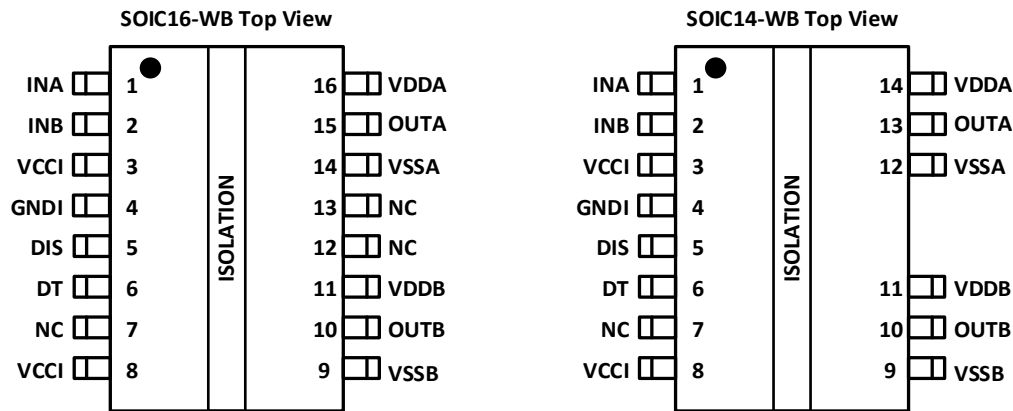 SOIC16-WB Top View
INA 1 16 VDDA
INB 2 15 OUTA
VCCI 3 14 VSSA
GNDI 4 13 NC
DIS 5 12 NC
DT 6 11 VDDB
NC 7 10 OUTB
VCCI 8 9 VSSB
ISOLATION
SOIC14-WB Top View
INA 1 14 VDDA
INB 2 13 OUTA
VCCI 3 12 VSSA
GNDI 4
DIS 5
DT 6 11 VDDB
NC 7 10 OUTB
VCCI 8 9 VSSB
ISOLATION